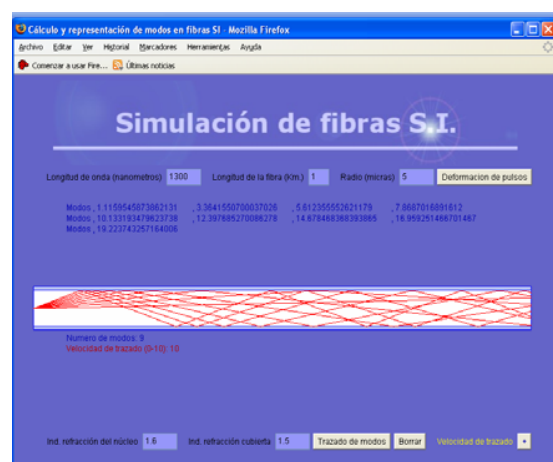 Cálculo y representación de modos en fibras SI - Mozilla Firefox
Archivo Editar Ver Historial Marcadores Herramientas Ayuda
Comenzar a usar Fire... Últimas noticias
Simulación de fibras S.I.
Longitud de onda (nanometros) 1300 Longitud de la fibra (Km.) 1 Radio (micras) 5 Deformacion de pulsos
Modos , 1.1159545873862131 , 3.3641550700037026 , 5.612355552621179 , 7.8687016891612
Modos , 10.133193479623738 , 12.397685270086278 , 14.678468368393865 , 16.959251466701467
Modos , 19.223743257164006
Numero de modos: 9
Velocidad de trazado (0-10): 10
Ind. refracción del núcleo 1.6 Ind. refracción cubierta 1.5 Trazado de modos Borrar Velocidad de trazado +